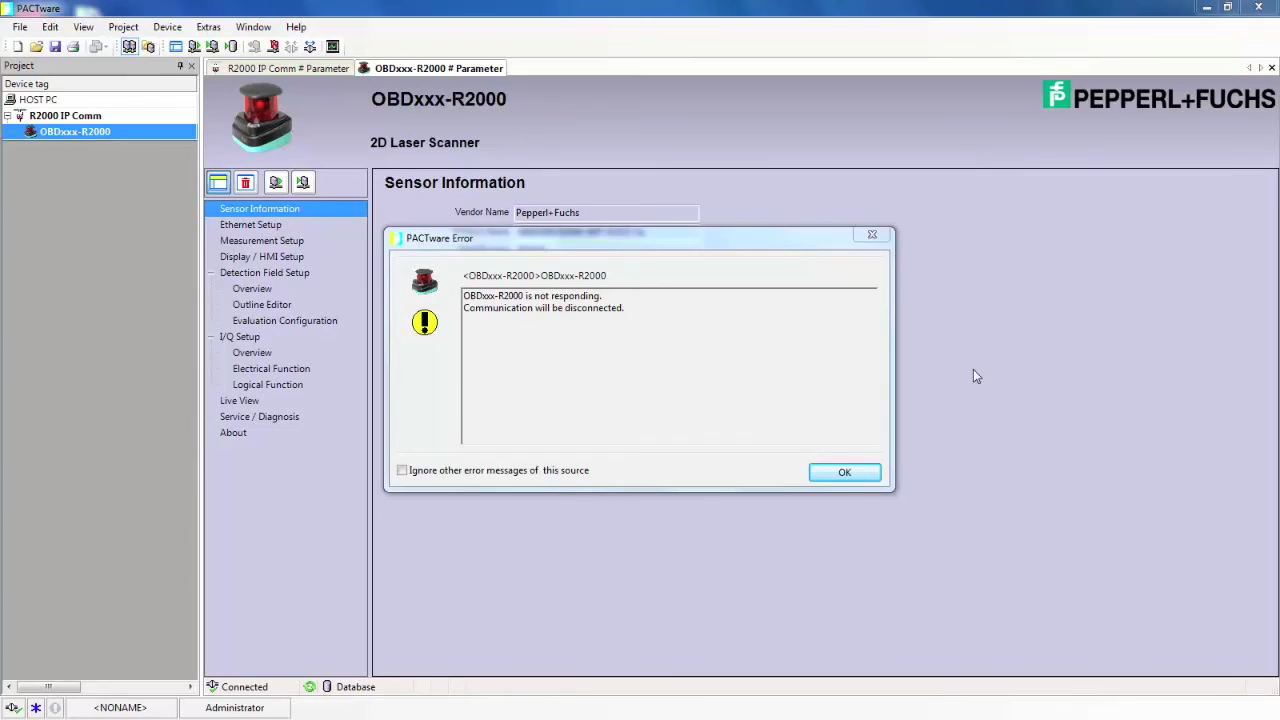 PACTware
File Edit View Project Device Extras Window Help
Project
Device tag
HOST PC
R2000 IP Comm
OBDxxx-R2000
R2000 IP Comm # Parameter
OBDxxx-R2000 # Parameter
OBDxxx-R2000
2D Laser Scanner
PEPPERL+FUCHS
Sensor Information
Ethernet Setup
Measurement Setup
Display / HMI Setup
Detection Field Setup
Overview
Outline Editor
Evaluation Configuration
I/Q Setup
Overview
Electrical Function
Logical Function
Live View
Service / Diagnosis
About
Sensor Information
Vendor Name Pepperl+Fuchs
PACTware Error
<OBDxxx-R2000>OBDxxx-R2000
OBDxxx-R2000 is not responding.
Communication will be disconnected.
Ignore other error messages of this source
OK
Connected
Database
<NONAME>
Administrator